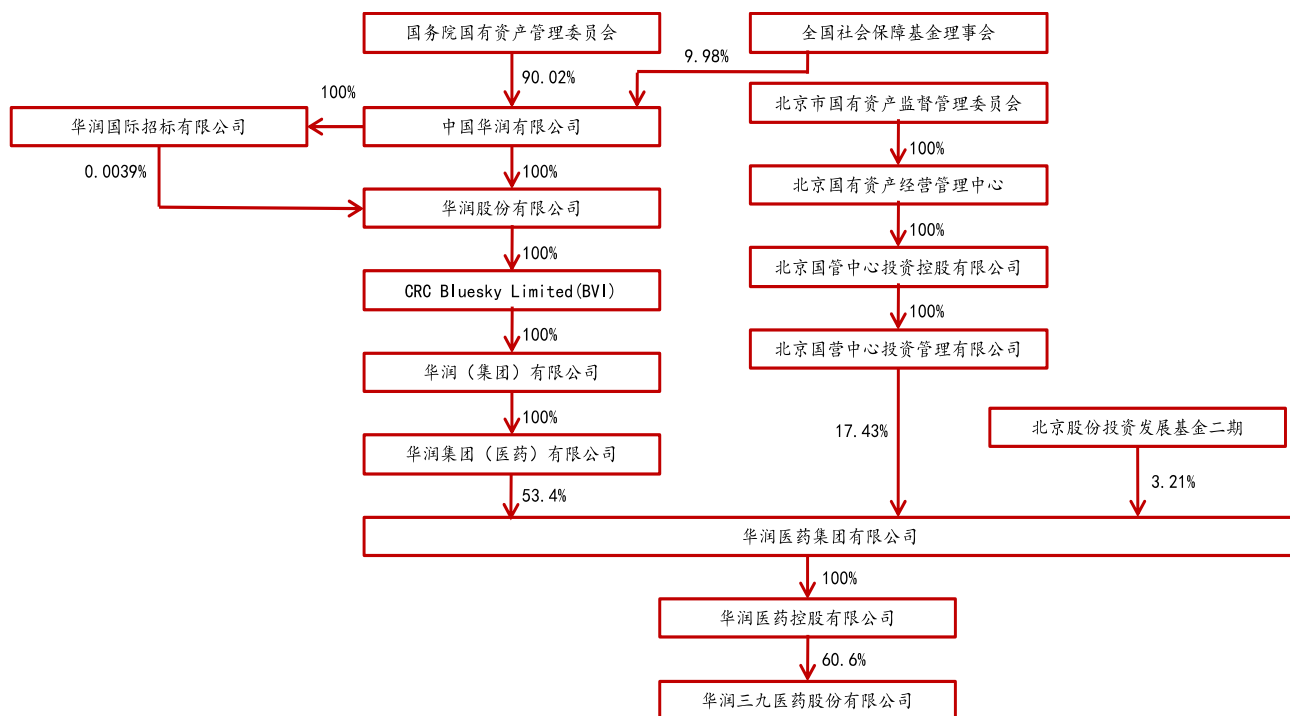 国务院国有资产管理委员会
全国社会保障基金理事会
9.98%
90.02%
北京市国有资产监督管理委员会
100%
华润国际招标有限公司
中国华润有限公司
100%
0.0039%
100%
北京国有资产经营管理中心
华润股份有限公司
100%
100%
北京国管中心投资控股有限公司
CRC Bluesky Limited(BVI)
100%
100%
北京国营中心投资管理有限公司
华润（集团）有限公司
100%
17.43%
北京股份投资发展基金二期
华润集团（医药）有限公司
53.4%
3.21%
华润医药集团有限公司
100%
华润医药控股有限公司
60.6%
华润三九医药股份有限公司